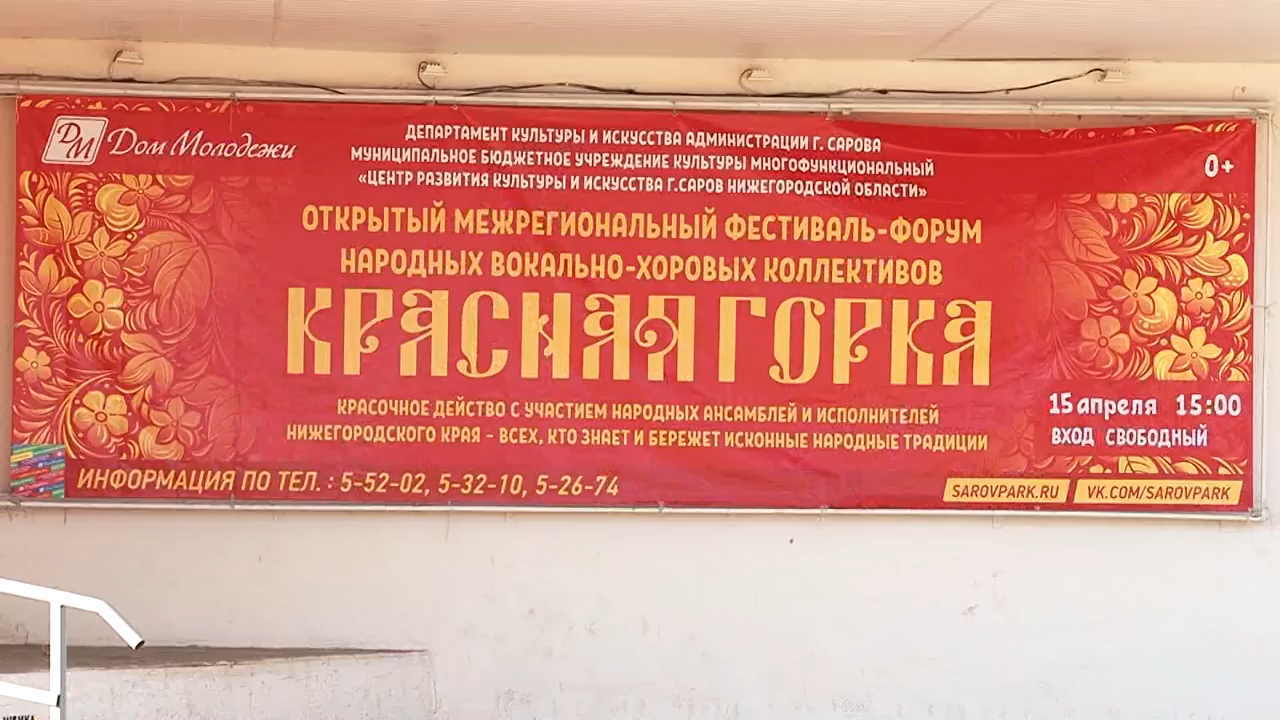 ДМ Дом Молодежи
ДЕПАРТАМЕНТ КУЛЬТУРЫ И ИСКУССТВА АДМИНИСТРАЦИИ Г. САРОВА
МУНИЦИПАЛЬНОЕ БЮДЖЕТНОЕ УЧРЕЖДЕНИЕ КУЛЬТУРЫ МНОГОФУНКЦИОНАЛЬНЫЙ
«ЦЕНТР РАЗВИТИЯ КУЛЬТУРЫ И ИСКУССТВА Г.САРОВ НИЖЕГОРОДСКОЙ ОБЛАСТИ»
0+
ОТКРЫТЫЙ МЕЖРЕГИОНАЛЬНЫЙ ФЕСТИВАЛЬ-ФОРУМ
НАРОДНЫХ ВОКАЛЬНО-ХОРОВЫХ КОЛЛЕКТИВОВ
КРАСНАЯ ГОРКА
КРАСОЧНОЕ ДЕЙСТВО С УЧАСТИЕМ НАРОДНЫХ АНСАМБЛЕЙ И ИСПОЛНИТЕЛЕЙ
НИЖЕГОРОДСКОГО КРАЯ - ВСЕХ, КТО ЗНАЕТ И БЕРЕЖЕТ ИСКОННЫЕ НАРОДНЫЕ ТРАДИЦИИ
15 апреля 15:00
ВХОД СВОБОДНЫЙ
ИНФОРМАЦИЯ ПО ТЕЛ. : 5-52-02, 5-32-10, 5-26-74
SAROVPARK.RU
VK.COM/SAROVPARK